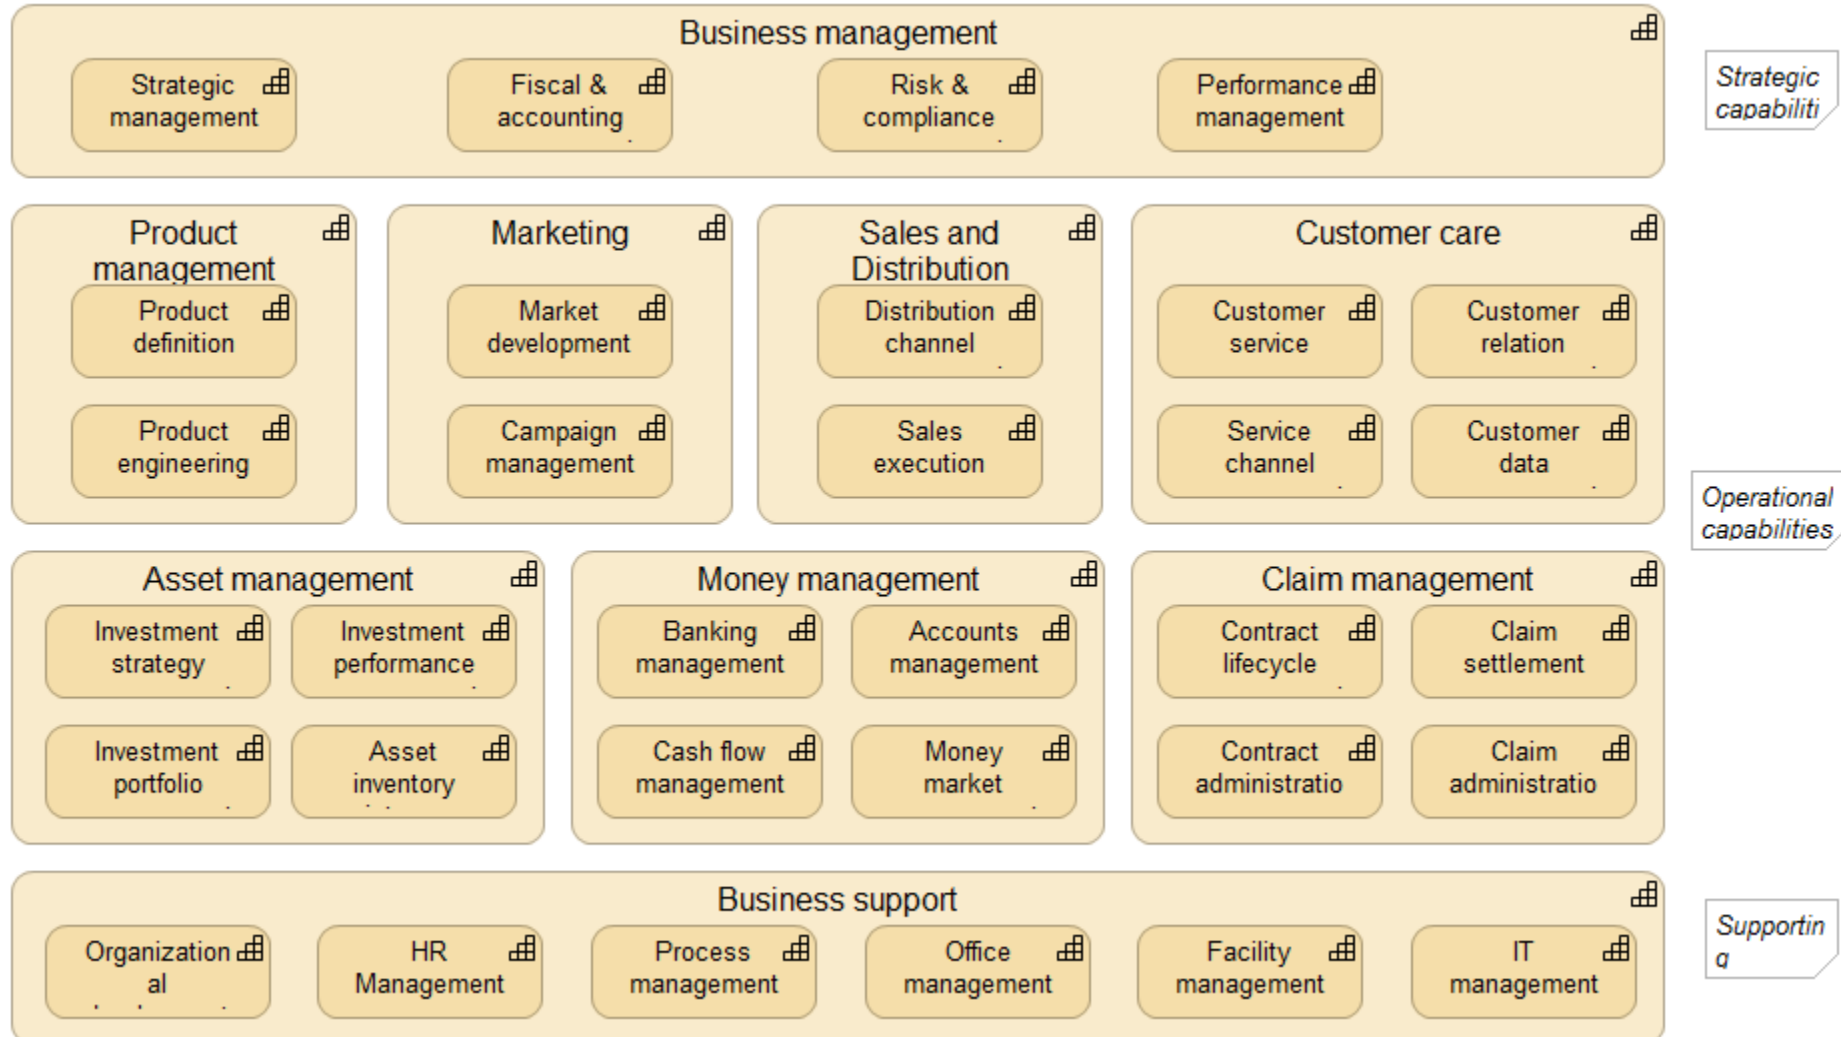 Business management
Strategic
management
Fiscal &
accounting
Risk &
compliance
Performance
management
Strategic
capabiliti
Product
management
Product
definition
Product
engineering
Marketing
Market
development
Campaign
management
Sales and
Distribution
Distribution
channel
Sales
execution
Customer care
Customer
service
Customer
relation
Service
channel
Customer
data
Operational
capabilities
Asset management
Investment
strategy
Investment
performance
Investment
portfolio
Asset
inventory
Money management
Banking
management
Accounts
management
Cash flow
management
Money
market
Claim management
Contract
lifecycle
Claim
settlement
Contract
administratio
Claim
administratio
Business support
Organization
al
HR
Management
Process
management
Office
management
Facility
management
IT
management
Supportin
g